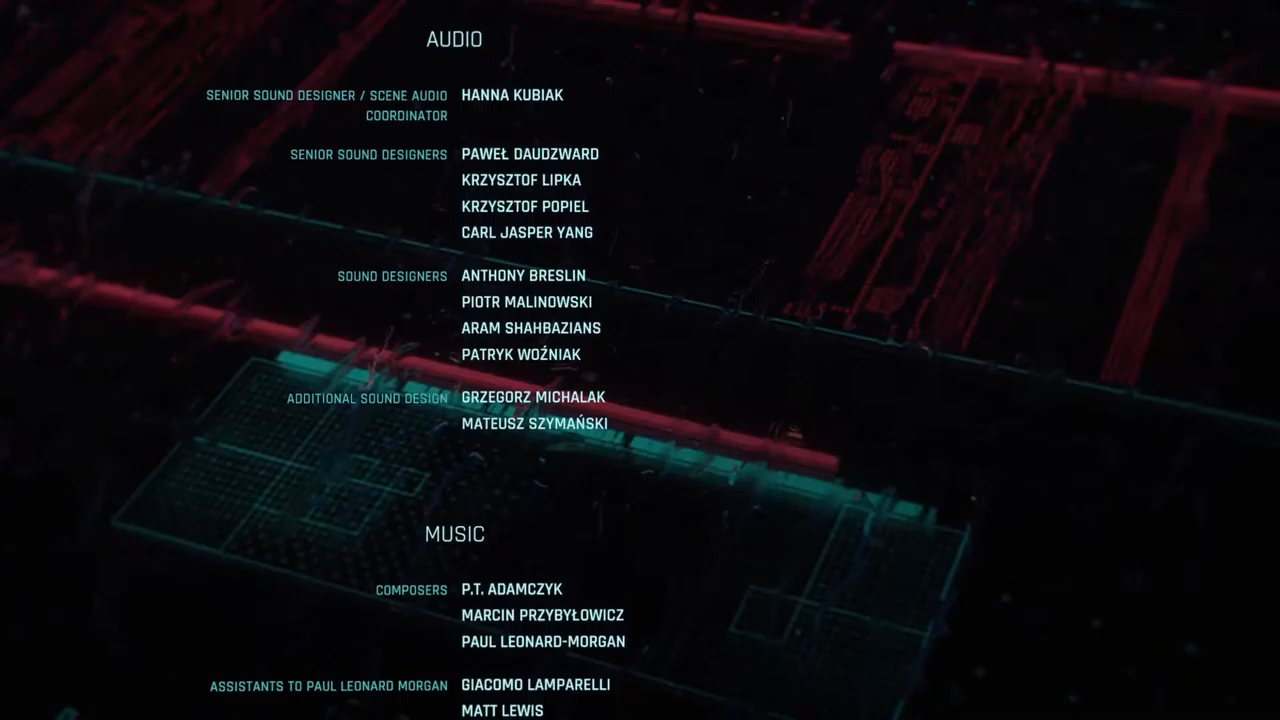 AUDIO
SENIOR SOUND DESIGNER / SCENE AUDIO COORDINATOR HANNA KUBIAK
SENIOR SOUND DESIGNERS PAWEŁ DAUDZWARD
KRZYSZTOF LIPKA
KRZYSZTOF POPIEL
CARL JASPER YANG
SOUND DESIGNERS ANTHONY BRESLIN
PIOTR MALINOWSKI
ARAM SHAHBAZIANS
PATRYK WOŹNIAK
ADDITIONAL SOUND DESIGN GRZEGORZ MICHALAK
MATEUSZ SZYMAŃSKI
MUSIC
COMPOSERS P.T. ADAMCZYK
MARCIN PRZYBYŁOWICZ
PAUL LEONARD-MORGAN
ASSISTANTS TO PAUL LEONARD MORGAN GIACOMO LAMPARELLI
MATT LEWIS